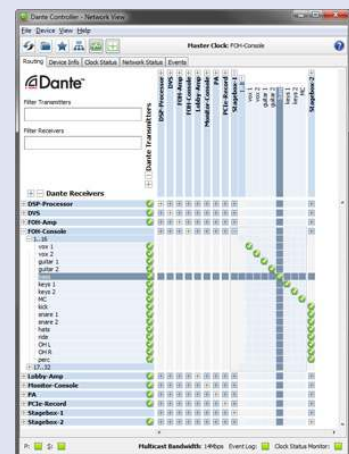 Dante Controller - Network View
File Device View Help
Master Clock: FOH-Console
Routing Device Info Clock Status Network Status Events
Dante
Filter Transmitters
Filter Receivers
Dante Transmitters
DSP-Processor
DVS
FOH-Amp
FOH-Console
Lobby-Amp
Monitor-Console
PA
PCIe-Record
Stagebox-1
1..8
vox 1
vox 2
guitar 1
guitar 2
keys 1
keys 2
MC
Stagebox-2
Dante Receivers
DSP-Processor
DVS
FOH-Amp
FOH-Console
1..16
vox 1
vox 2
guitar 1
guitar 2
bass
keys 1
keys 2
MC
kick
snare 1
snare 2
hats
ride
OH L
OH R
perc
17..32
Lobby-Amp
Monitor-Console
PA
PCIe-Record
Stagebox-1
Stagebox-2
P: S: Multicast Bandwidth: 14Mbps Event Log: Clock Status Monitor: